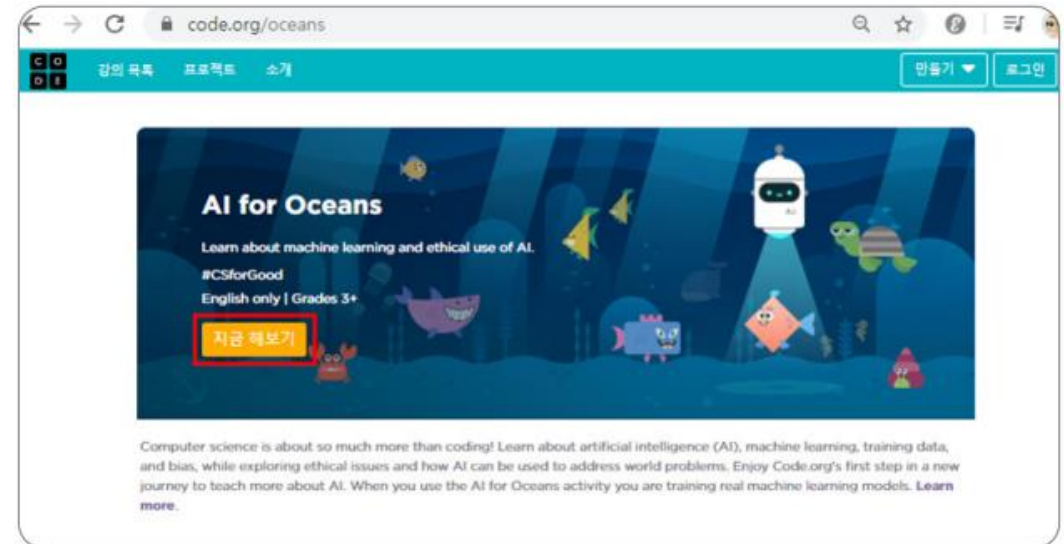 code.org/oceans
C O
D E
강의 목록 프로젝트 소개 만들기 로그인
AI for Oceans
Learn about machine learning and ethical use of AI.
#CSforGood
English only | Grades 3+
지금 해보기
AI
Computer science is about so much more than coding! Learn about artificial intelligence (AI), machine learning, training data,
and bias, while exploring ethical issues and how AI can be used to address world problems. Enjoy Code.org's first step in a new
journey to teach more about AI. When you use the AI for Oceans activity you are training real machine learning models. Learn
more.